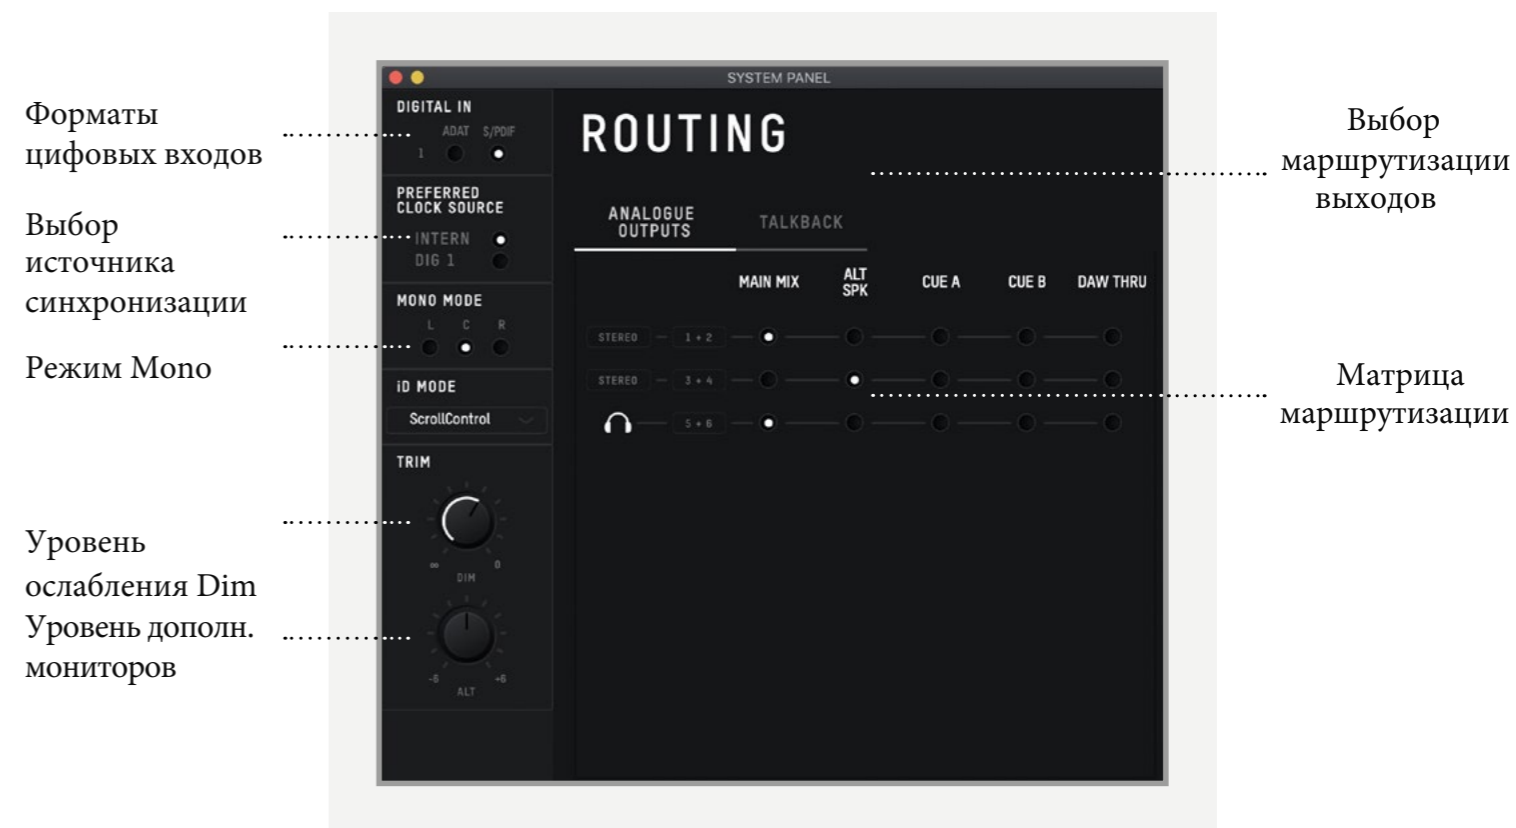 Форматы
цифовых входов
Выбор
источника
синхронизации
Режим Mono
Уровень
ослабления Dim
Уровень дополн.
мониторов
SYSTEM PANEL
DIGITAL IN
ADAT S/PDIF
1
PREFERRED
CLOCK SOURCE
INTERN
DIG 1
MONO MODE
L C R
iD MODE
ScrollControl
TRIM
∞ 0
DIM
-6 +6
ALT
ROUTING
ANALOGUE
OUTPUTS
TALKBACK
MAIN MIX ALT
SPK CUE A CUE B DAW THRU
STEREO 1 + 2
STEREO 3 + 4
5 + 6
Выбор
маршрутизации
выходов
Матрица
маршрутизации